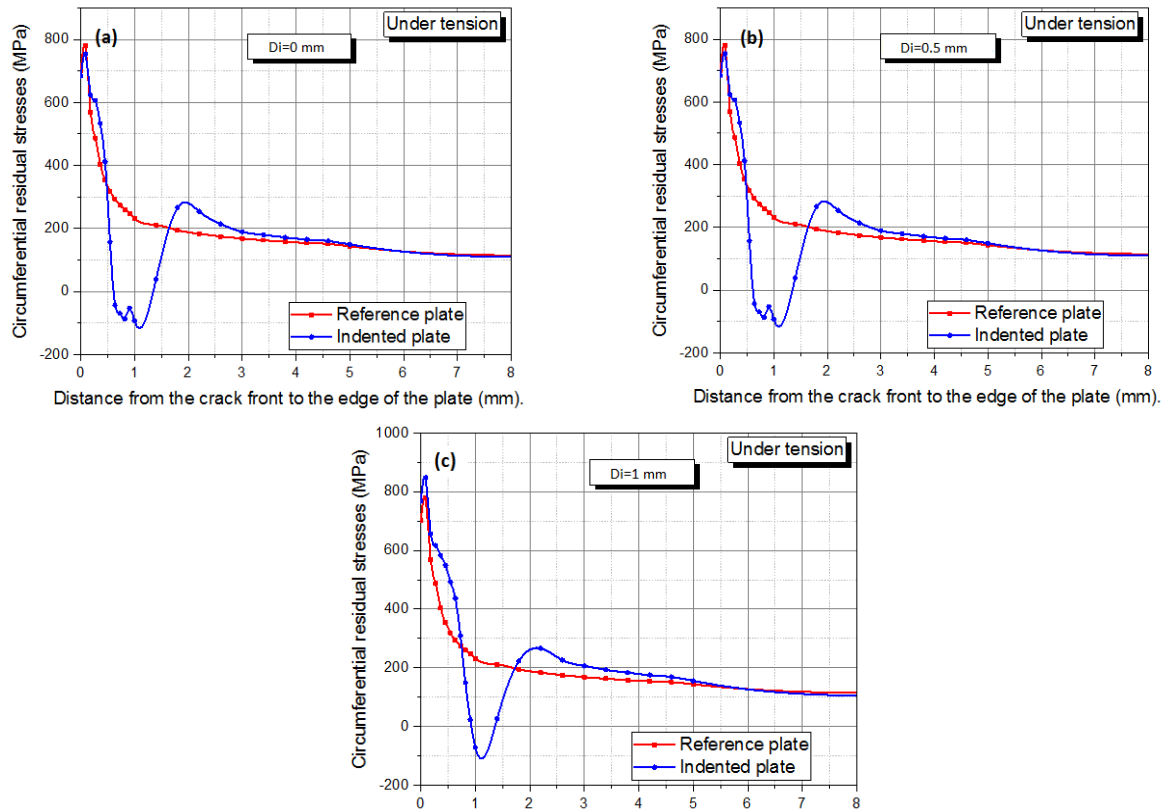 (a)
Under tension
Di=0 mm
Circumferential residual stresses (MPa)
800
600
400
200
0
-200
Reference plate
Indented plate
0 1 2 3 4 5 6 7 8
Distance from the crack front to the edge of the plate (mm).
(b)
Under tension
Di=0.5 mm
Circumferential residual stresses (MPa)
800
600
400
200
0
-200
Reference plate
Indented plate
0 1 2 3 4 5 6 7 8
Distance from the crack front to the edge of the plate (mm).
(c)
Under tension
Di=1 mm
Circumferential residual stresses (MPa)
1000
800
600
400
200
0
-200
Reference plate
Indented plate
0 1 2 3 4 5 6 7 8